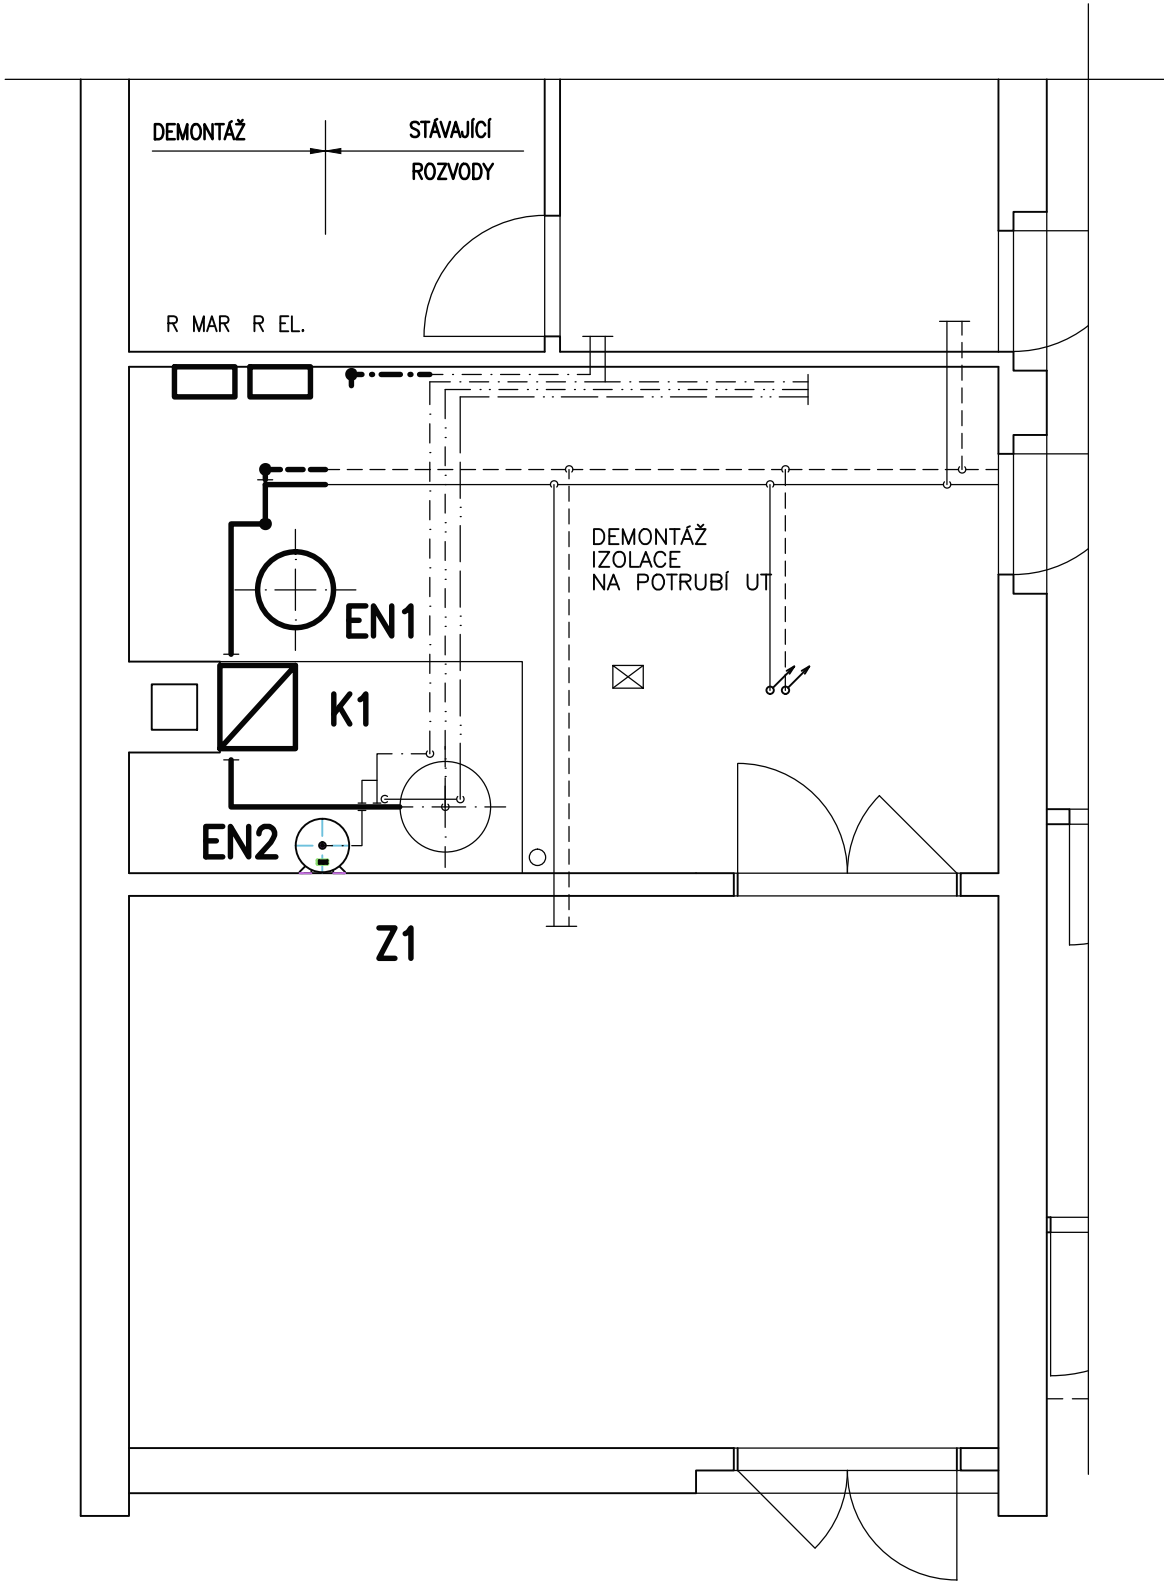 DEMONTÁŽ
STÁVAJÍCÍ
ROZVODY
R MAR R EL.
DEMONTÁŽ
IZOLACE
NA POTRUBÍ UT
EN1
K1
EN2
Z1